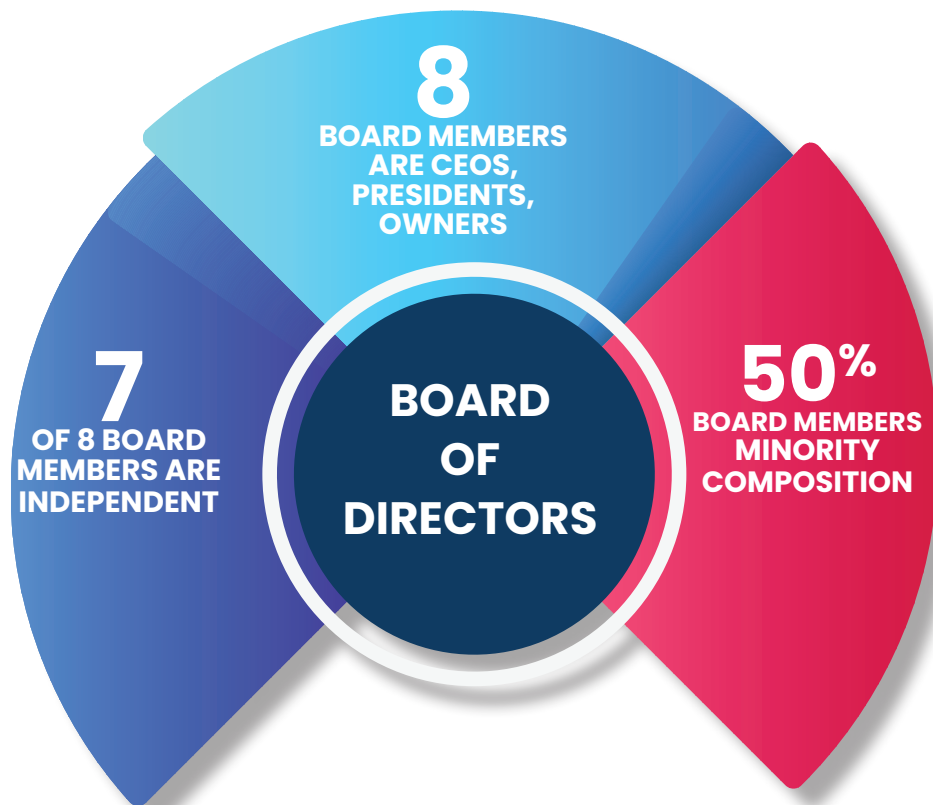 8
BOARD MEMBERS
ARE CEOS,
PRESIDENTS,
OWNERS
7
OF 8 BOARD
MEMBERS ARE
INDEPENDENT
BOARD
OF
DIRECTORS
50%
BOARD MEMBERS
MINORITY
COMPOSITION